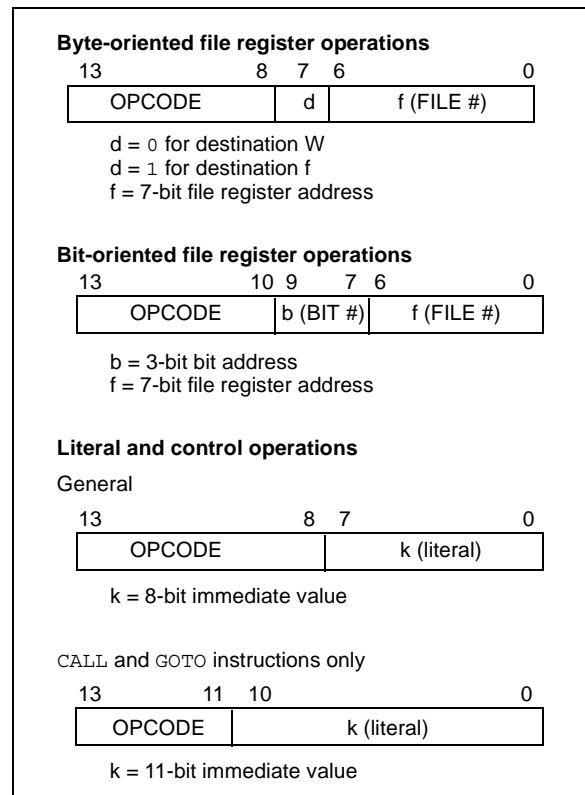 Byte-oriented file register operations
13 8 7 6 0
OPCODE d f (FILE #)
d = 0 for destination W
d = 1 for destination f
f = 7-bit file register address
Bit-oriented file register operations
13 10 9 7 6 0
OPCODE b (BIT #) f (FILE #)
b = 3-bit bit address
f = 7-bit file register address
Literal and control operations
General
13 8 7 0
OPCODE k (literal)
k = 8-bit immediate value
CALL and GOTO instructions only
13 11 10 0
OPCODE k (literal)
k = 11-bit immediate value